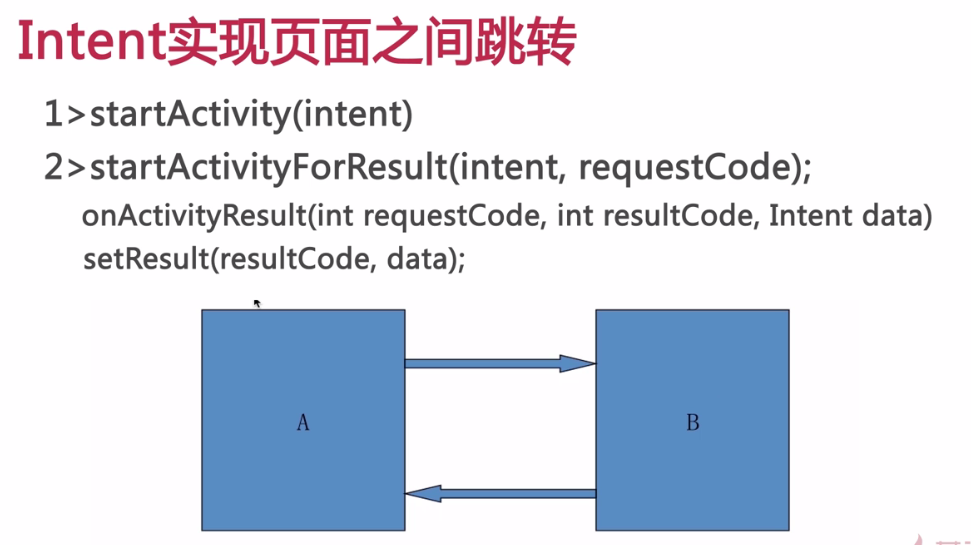 Intent实现页面之间跳转
1>startActivity(intent)
2>startActivityForResult(intent, requestCode);
onActivityResult(int requestCode, int resultCode, Intent data)
setResult(resultCode, data);
A
B